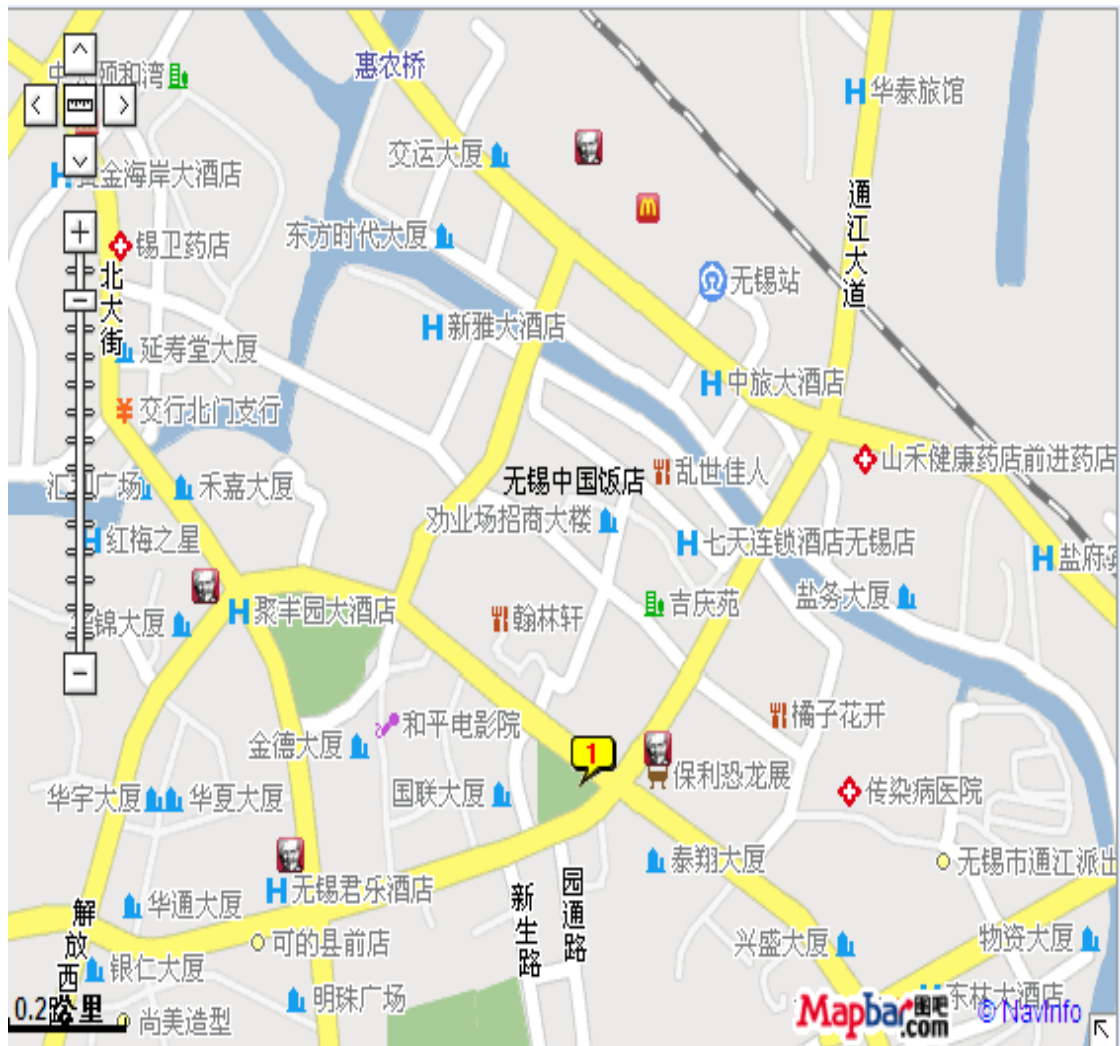 惠农桥
华泰旅馆
交运大厦
金海岸大酒店
通江大道
东方时代大厦
锡卫药店
无锡站
北大街
新雅大酒店
延寿堂大厦
中旅大酒店
交行北门支行
山禾健康药店前进药店
乱世佳人
无锡中国饭店
禾嘉大厦
劝业场招商大楼
红梅之星
七天连锁酒店无锡店
盐府
盐务大厦
吉庆苑
聚丰园大酒店
翰林轩
锦大厦
橘子花开
和平电影院
金德大厦
1
保利恐龙展
国联大厦
传染病医院
华宇大厦
华夏大厦
泰翔大厦
无锡市通江派出
无锡君乐酒店
华通大厦
新生路
园通路
解放西路
可的县前店
兴盛大厦
物资大厦
银仁大厦
东林大酒店
明珠广场
0.2公里
尚美造型
Mapbar图吧
.com
© NavInfo